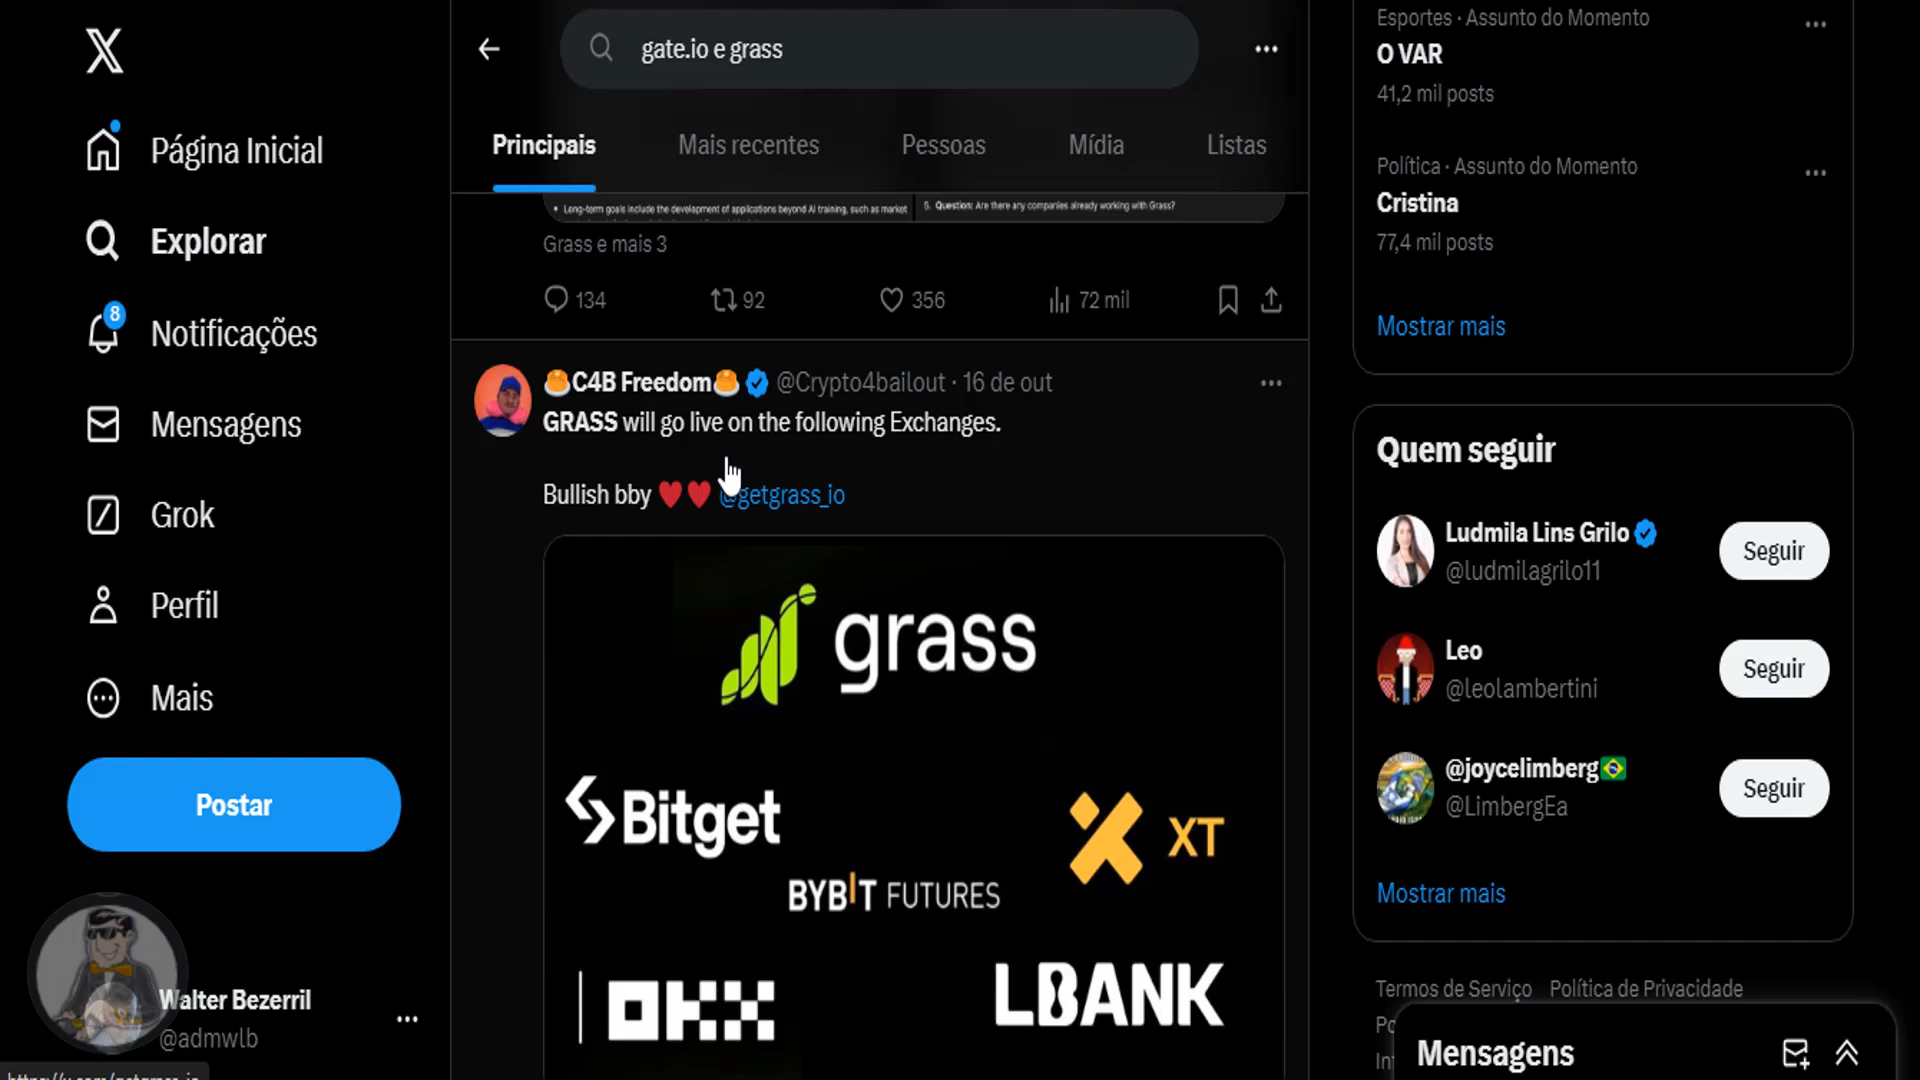 Página Inicial
Explorar
8
Notificações
Mensagens
Grok
Perfil
Mais
Postar
Walter Bezerril
@admwlb
gate.io e grass
Principais
Mais recentes
Pessoas
Mídia
Listas
• Long-term goals include the development of applications beyond AI training, such as market
5. Question: Are there any companies already working with Grass?
Grass e mais 3
134
92
356
72 mil
C4B Freedom @Crypto4bailout · 16 de out
GRASS will go live on the following Exchanges.
Bullish bby ♥♥ @getgrass_io
grass
Bitget
XT
BYBIT FUTURES
OKX
LBANK
Esportes · Assunto do Momento
O VAR
41,2 mil posts
Política · Assunto do Momento
Cristina
77,4 mil posts
Mostrar mais
Quem seguir
Ludmila Lins Grilo
@ludmilagrilo11
Seguir
Leo
@leolambertini
Seguir
@joycelimberg
@LimbergEa
Seguir
Mostrar mais
Termos de Serviço Política de Privacidade
Mensagens